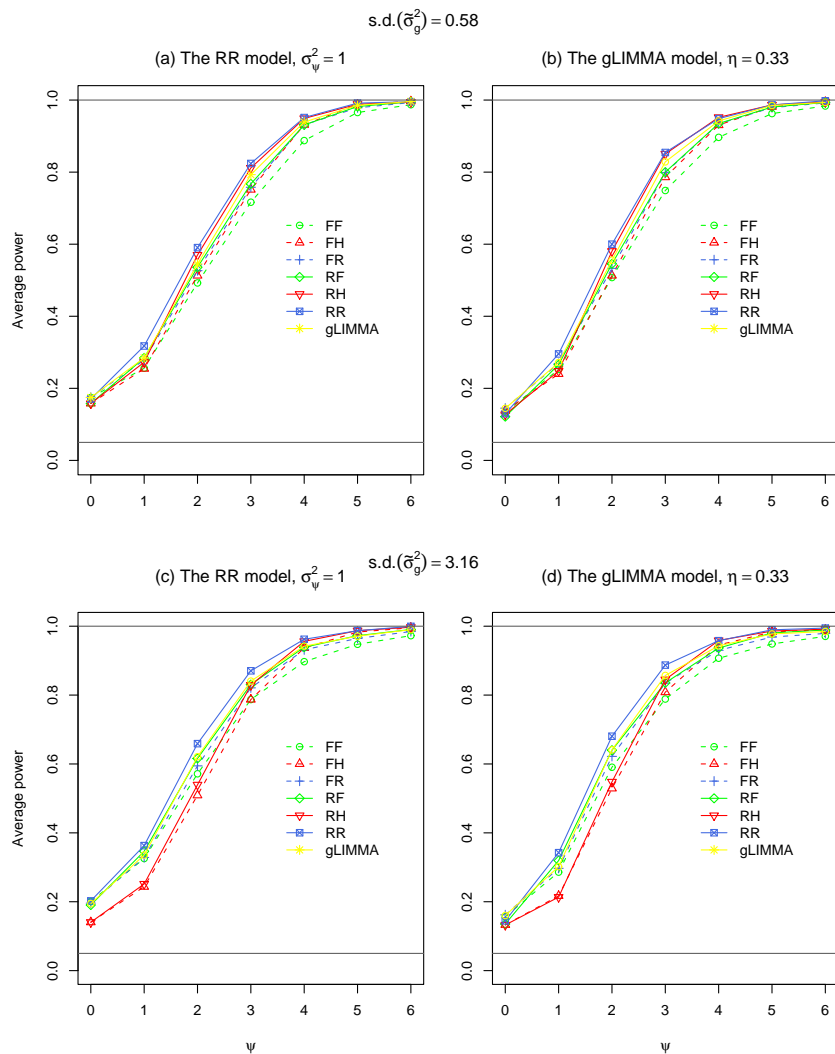 s.d.(σ̃²g) = 0.58
(a) The RR model, σ²ψ = 1
(b) The gLIMMA model, η = 0.33
Average power
1.0
0.8
0.6
0.4
0.2
0.0
FF
FH
FR
RF
RH
RR
gLIMMA
0 1 2 3 4 5 6
1.0
0.8
0.6
0.4
0.2
0.0
FF
FH
FR
RF
RH
RR
gLIMMA
0 1 2 3 4 5 6
s.d.(σ̃²g) = 3.16
(c) The RR model, σ²ψ = 1
(d) The gLIMMA model, η = 0.33
Average power
1.0
0.8
0.6
0.4
0.2
0.0
FF
FH
FR
RF
RH
RR
gLIMMA
0 1 2 3 4 5 6
ψ
1.0
0.8
0.6
0.4
0.2
0.0
FF
FH
FR
RF
RH
RR
gLIMMA
0 1 2 3 4 5 6
ψ